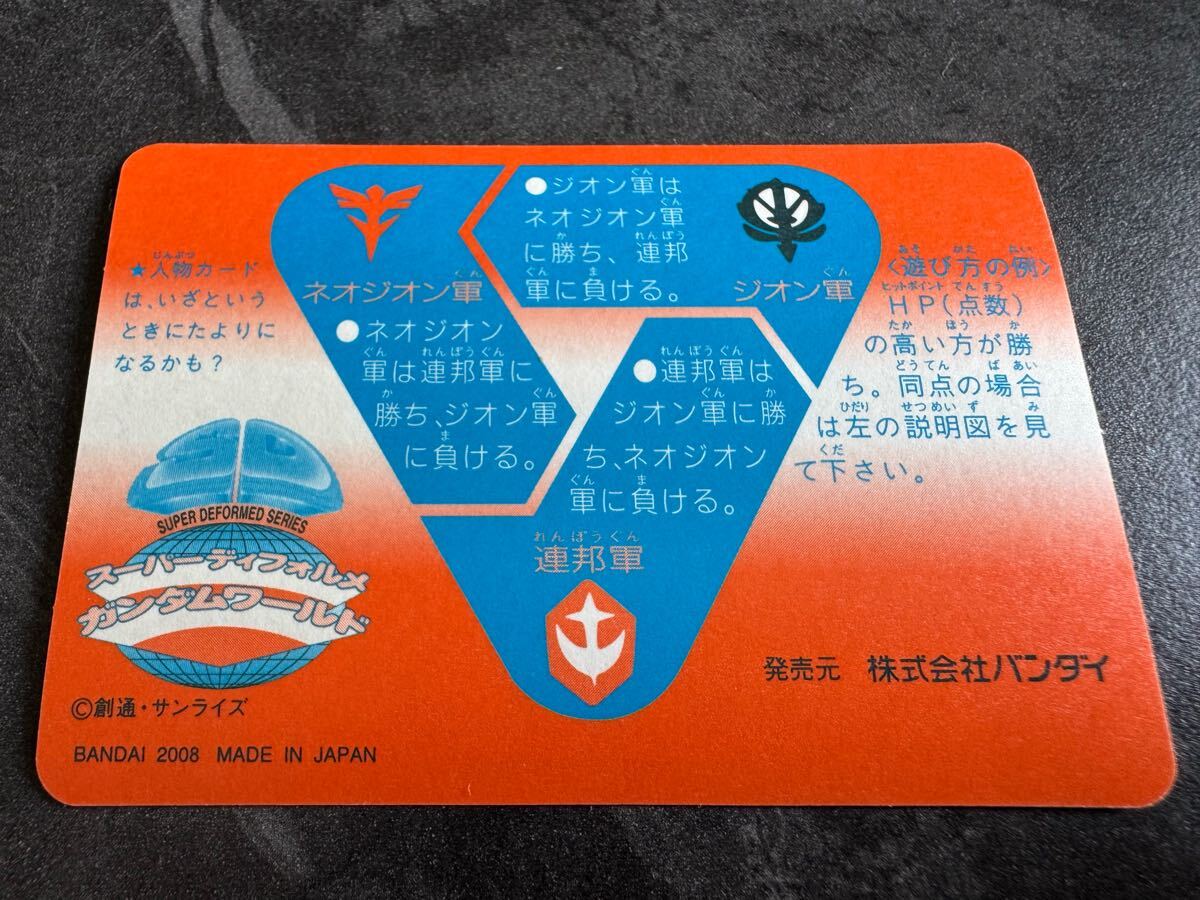 ★人物カード
は、いざという
ときにたよりに
なるかも？
ネオジオン軍
●ネオジオン
軍は連邦軍に
勝ち、ジオン軍
に負ける。
●ジオン軍は
ネオジオン軍
に勝ち、連邦
軍に負ける。
ジオン軍
●連邦軍は
ジオン軍に勝
ち、ネオジオン
軍に負ける。
連邦軍
<遊び方の例>
HP(点数)
の高い方が勝
ち。同点の場合
は左の説明図を見
て下さい。
SUPER DEFORMED SERIES
スーパーディフォルメ
ガンダムワールド
©創通・サンライズ
BANDAI 2008 MADE IN JAPAN
発売元 株式会社バンダイ